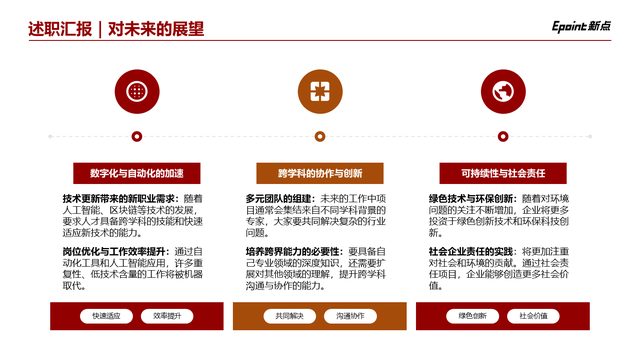 述职汇报｜对未来的展望
Epoint 新点
数字化与自动化的加速
技术更新带来的新职业需求：随着
人工智能、区块链等技术的发展，
要求人才具备跨学科的技能和快速
适应新技术的能力。
岗位优化与工作效率提升：通过自
动化工具和人工智能应用，许多重
复性、低技术含量的工作将被机器
取代。
快速适应
效率提升
跨学科的协作与创新
多元团队的组建：未来的工作中项
目通常会集结来自不同学科背景的
专家，大家要共同解决复杂的行业
问题。
培养跨界能力的必要性：要具备自
己专业领域的深度知识，还需要扩
展对其他领域的理解，提升跨学科
沟通与协作的能力。
共同解决
沟通协作
可持续性与社会责任
绿色技术与环保创新：随着对环境
问题的关注不断增加，企业将更多
投资于绿色创新技术和环保科技创
新。
社会企业责任的实践：将更加注重
对社会和环境的贡献。通过社会责
任项目，企业能够创造更多社会价
值。
绿色创新
社会价值